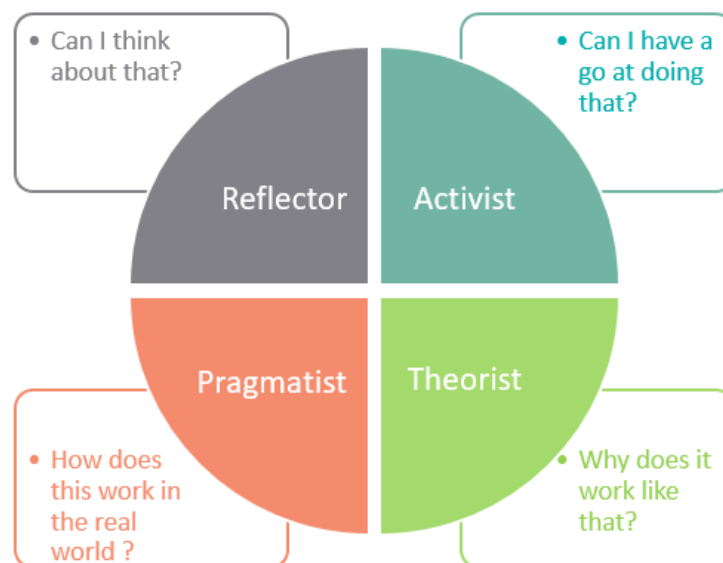 • Can I think
about that?
• Can I have a
go at doing
that?
Reflector
Activist
Pragmatist
Theorist
• How does
this work in
the real
world ?
• Why does it
work like
that?